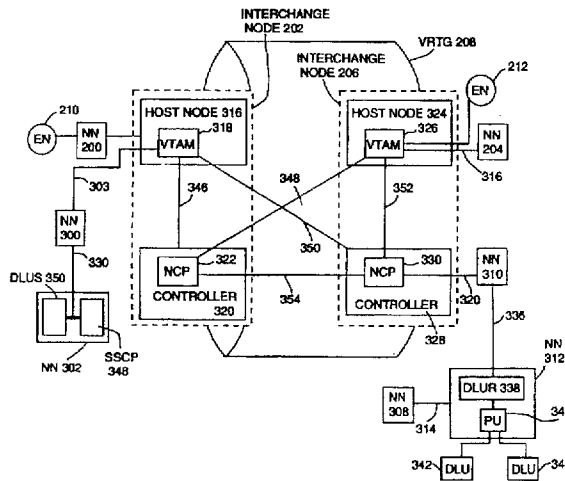 INTERCHANGE
NODE 202
INTERCHANGE
NODE 206
VRTG 208
212
EN
210
EN
NN
200
HOST NODE 316
318
VTAM
HOST NODE 324
326
VTAM
NN
204
316
303
346
348
350
352
NN
300
330
DLUS 350
SSCP
348
NN 302
322
NCP
CONTROLLER
320
354
330
NCP
CONTROLLER
328
320
NN
310
336
NN
312
DLUR 338
NN
308
314
PU
34
342
DLU
DLU
34